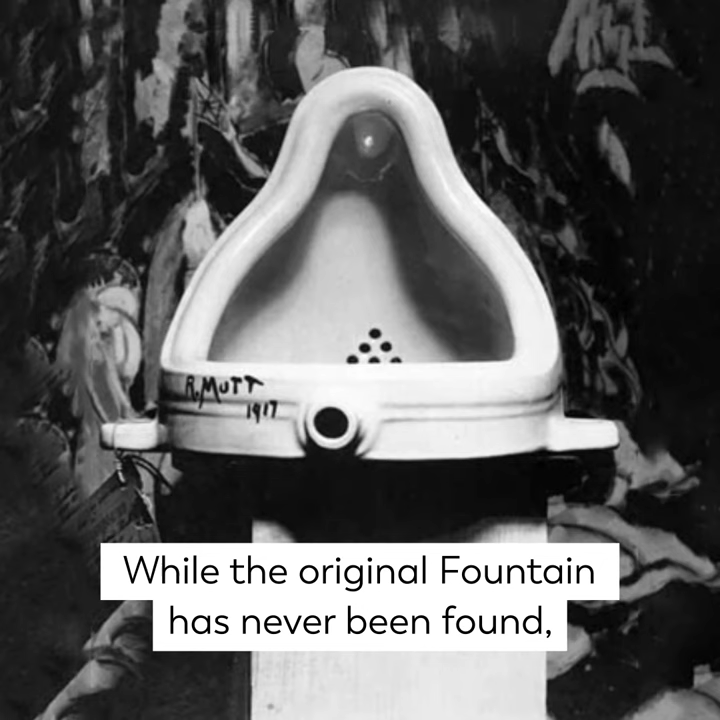 R. MUTT
1917
While the original Fountain
has never been found,